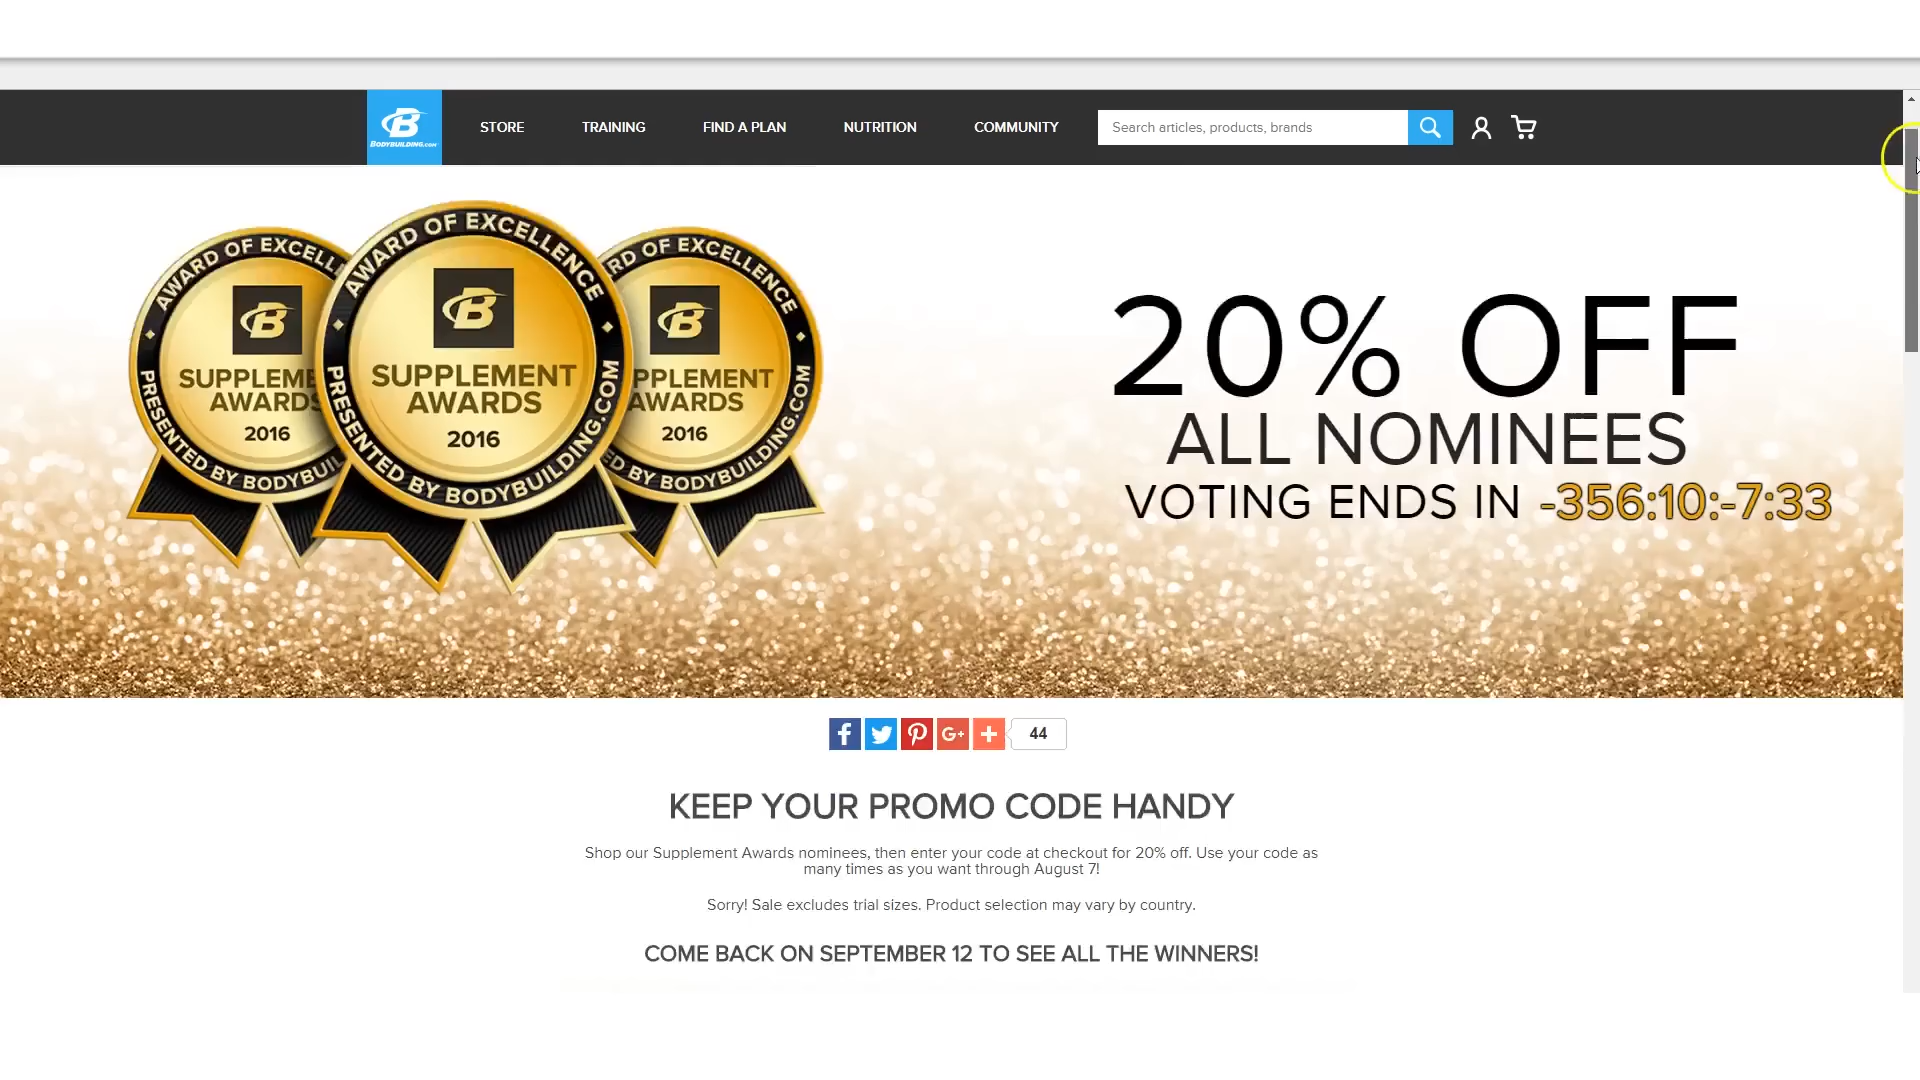 BODYBUILDING.com
STORE
TRAINING
FIND A PLAN
NUTRITION
COMMUNITY
Search articles, products, brands
AWARD OF EXCELL
SUPPLEME
AWARDS
2016
PRESENTED BY BODYBUIL
AWARD OF EXCELLENCE
SUPPLEMENT
AWARDS
2016
PRESENTED BY BODYBUILDING.COM
RD OF EXCELLENCE
PPLEMENT
AWARDS
2016
ED BY BODYBUILDING.COM
20% OFF
ALL NOMINEES
VOTING ENDS IN -356:10:-7:33
44
KEEP YOUR PROMO CODE HANDY
Shop our Supplement Awards nominees, then enter your code at checkout for 20% off. Use your code as
many times as you want through August 7!
Sorry! Sale excludes trial sizes. Product selection may vary by country.
COME BACK ON SEPTEMBER 12 TO SEE ALL THE WINNERS!